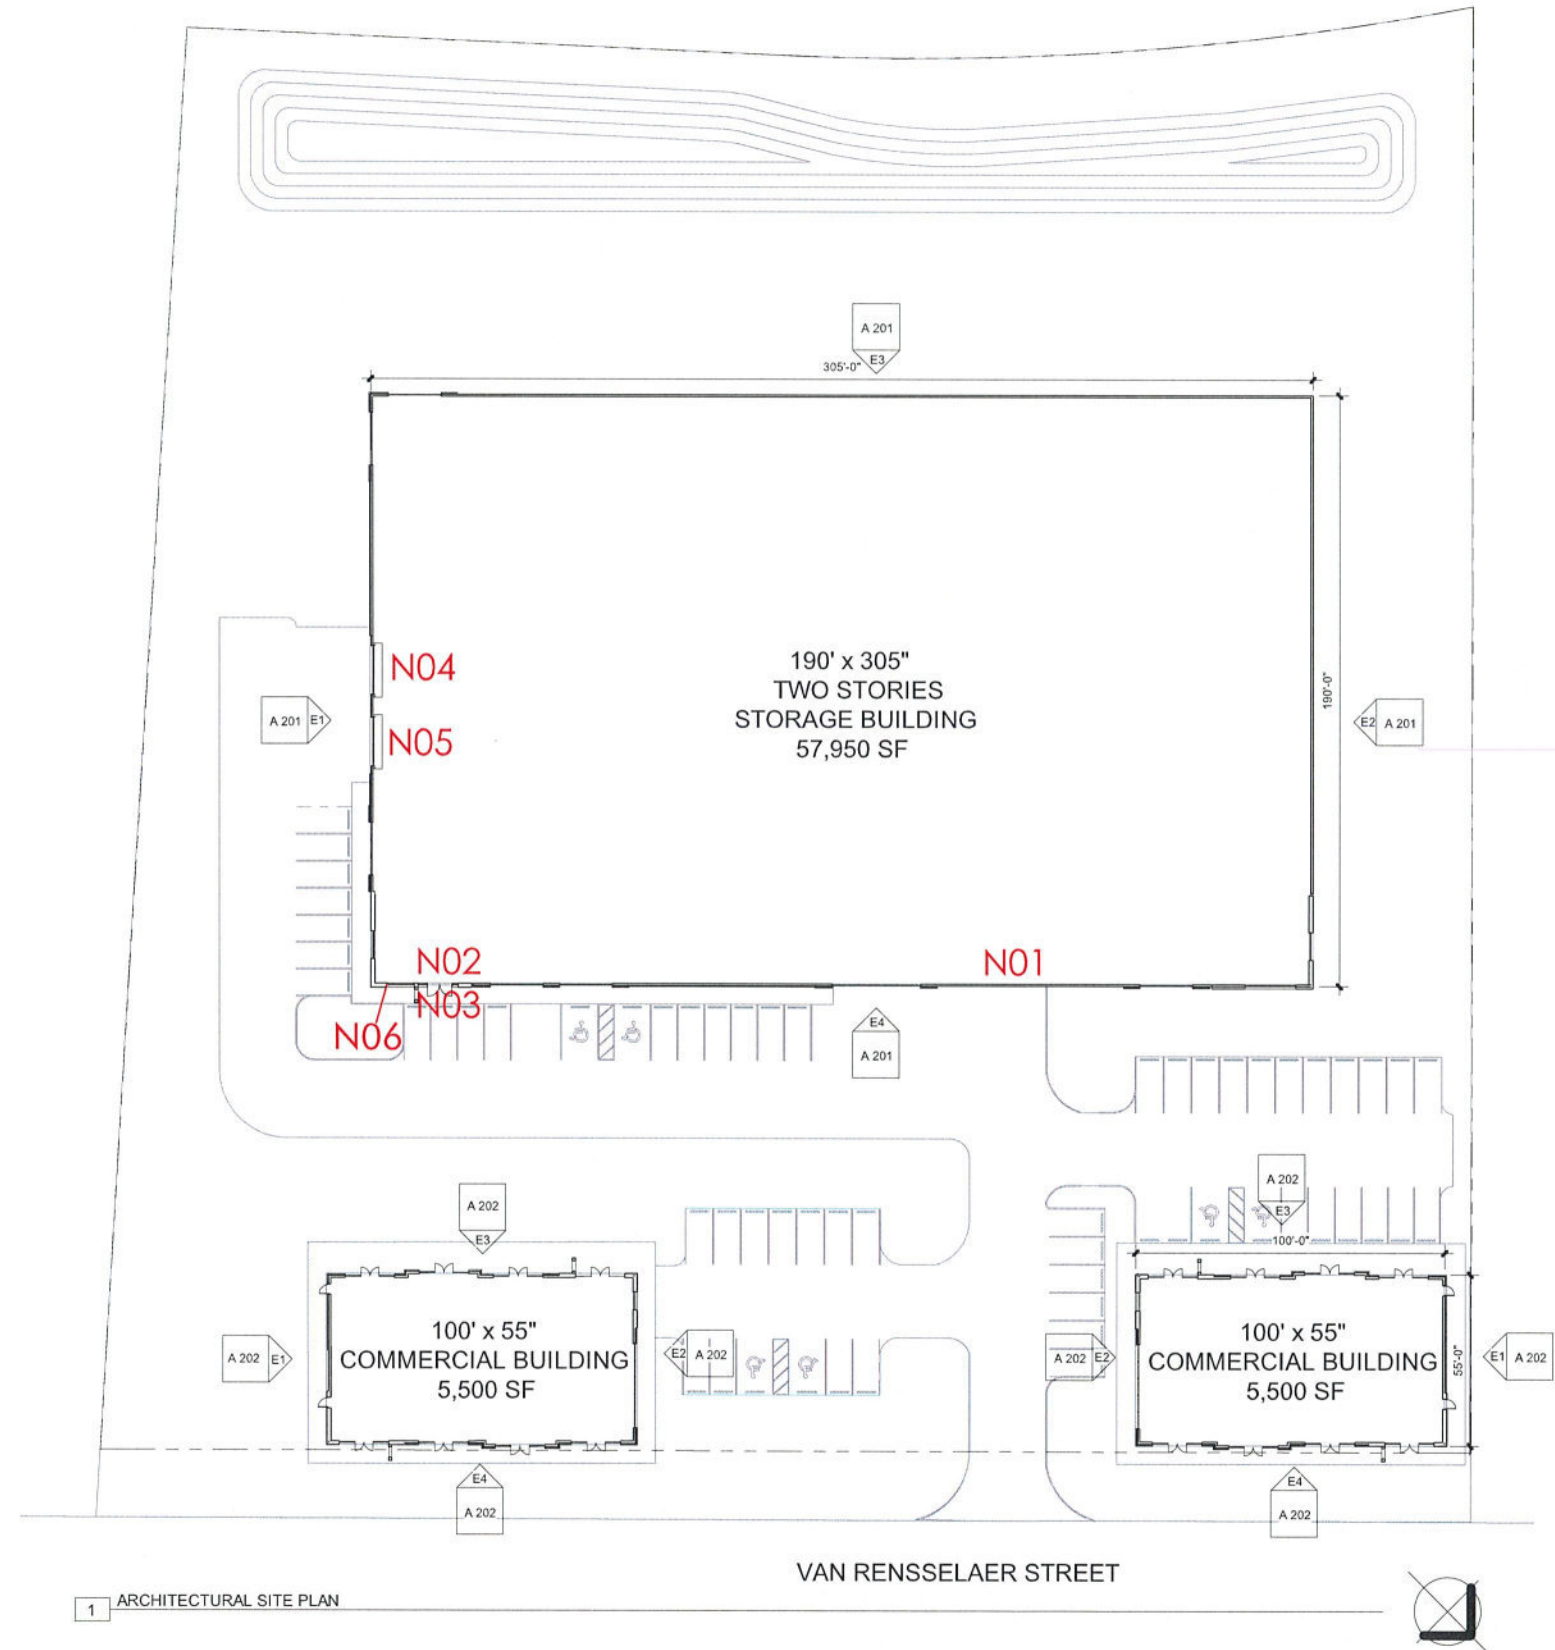 A 201
E3
305'-0"
190' x 305"
TWO STORIES
STORAGE BUILDING
57,950 SF
190'-0"
N04
N05
A 201 E1
E2 A 201
N02
N01
N03
N06
E4
A 201
A 202
E3
A 202
E3
100'-0"
100' x 55"
COMMERCIAL BUILDING
5,500 SF
A 202 E1
E2 A 202
A 202 E2
100' x 55"
COMMERCIAL BUILDING
5,500 SF
55'-0"
E1 A 202
E4
A 202
E4
A 202
VAN RENSSELAER STREET
1 ARCHITECTURAL SITE PLAN